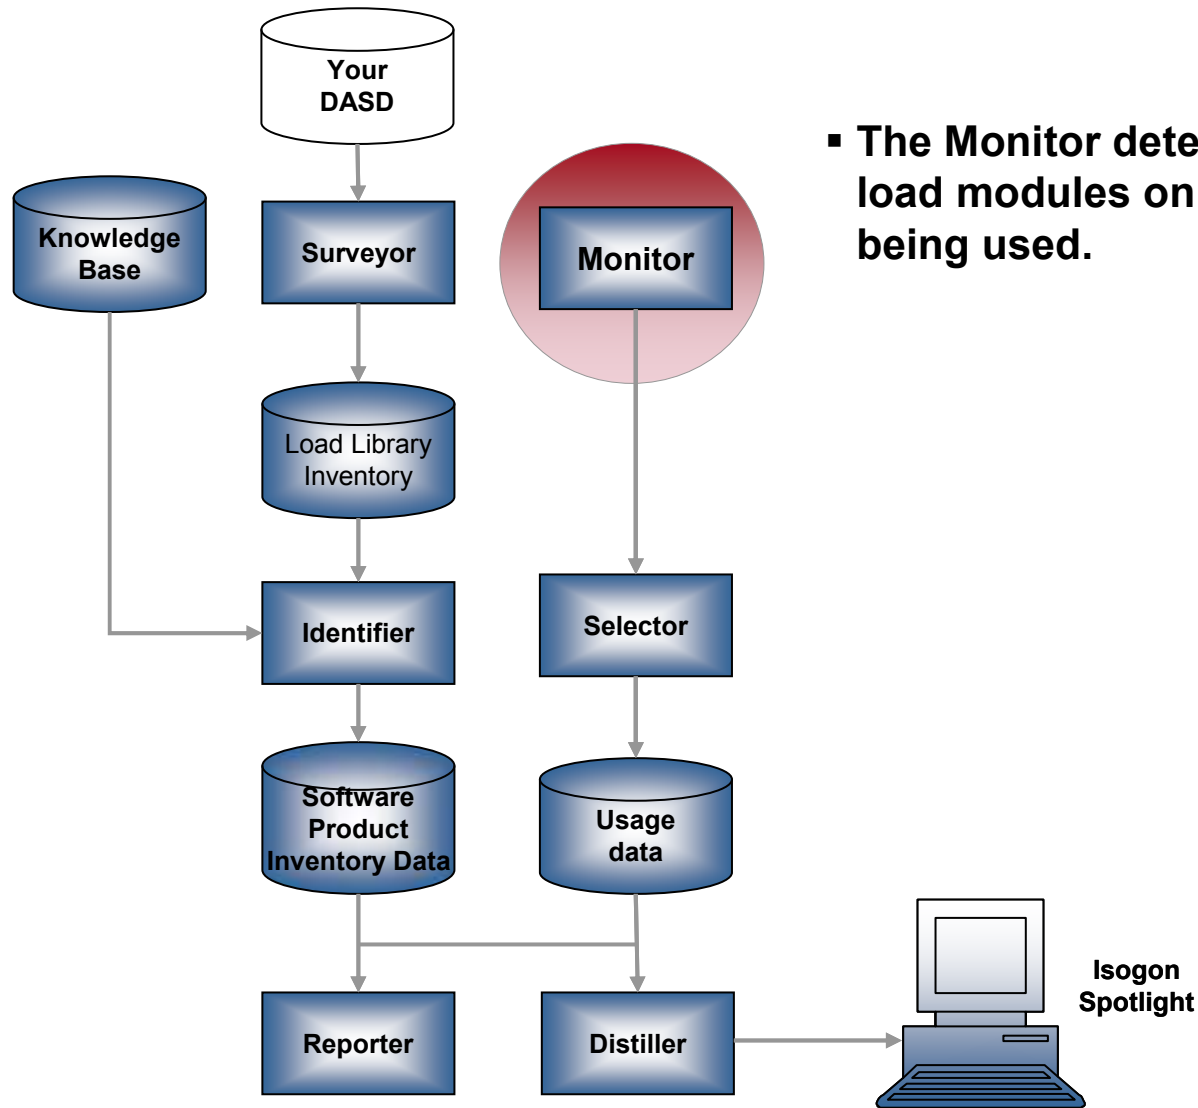 Your
DASD
▪ The Monitor dete
load modules on
being used.
Knowledge
Base
Surveyor
Monitor
Load Library
Inventory
Identifier
Selector
Software
Product
Inventory Data
Usage
data
Isogon
Spotlight
Reporter
Distiller